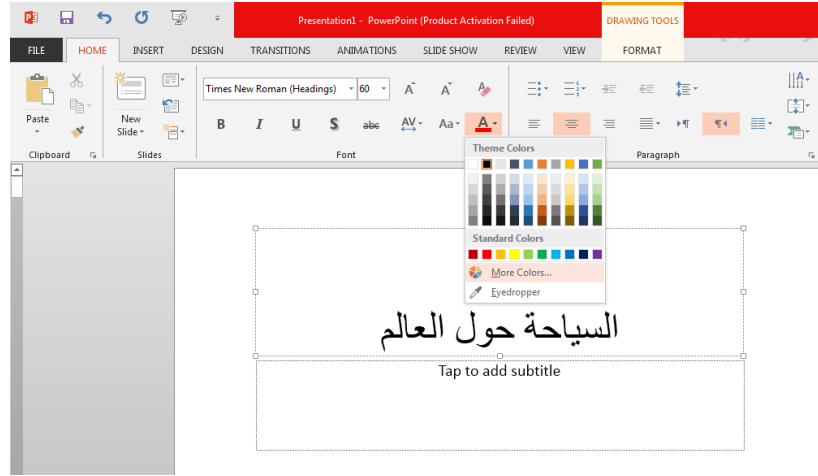 Presentation1 - PowerPoint (Product Activation Failed)
DRAWING TOOLS
FILE HOME INSERT DESIGN TRANSITIONS ANIMATIONS SLIDE SHOW REVIEW VIEW FORMAT
Times New Roman (Headings) 60
Paste
New
Slide
B I U S abc AV Aa A
Clipboard Slides Font Paragraph
Theme Colors
Standard Colors
More Colors...
Eyedropper
السياحة حول العالم
Tap to add subtitle